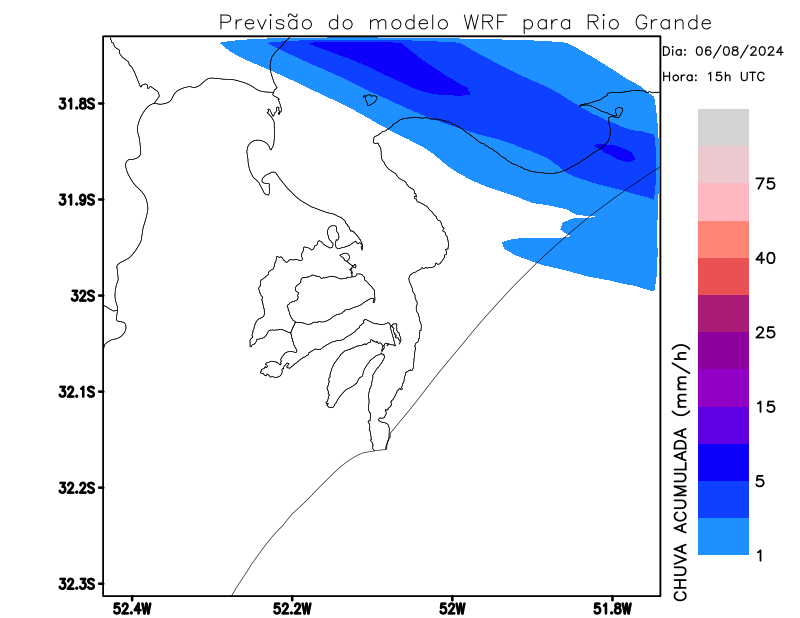 Previsão do modelo WRF para Rio Grande
Dia: 06/08/2024
Hora: 15h UTC
31.8S
31.9S
32S
32.1S
32.2S
32.3S
52.4W
52.2W
52W
51.8W
75
40
25
15
5
1
CHUVA ACUMULADA (mm/h)